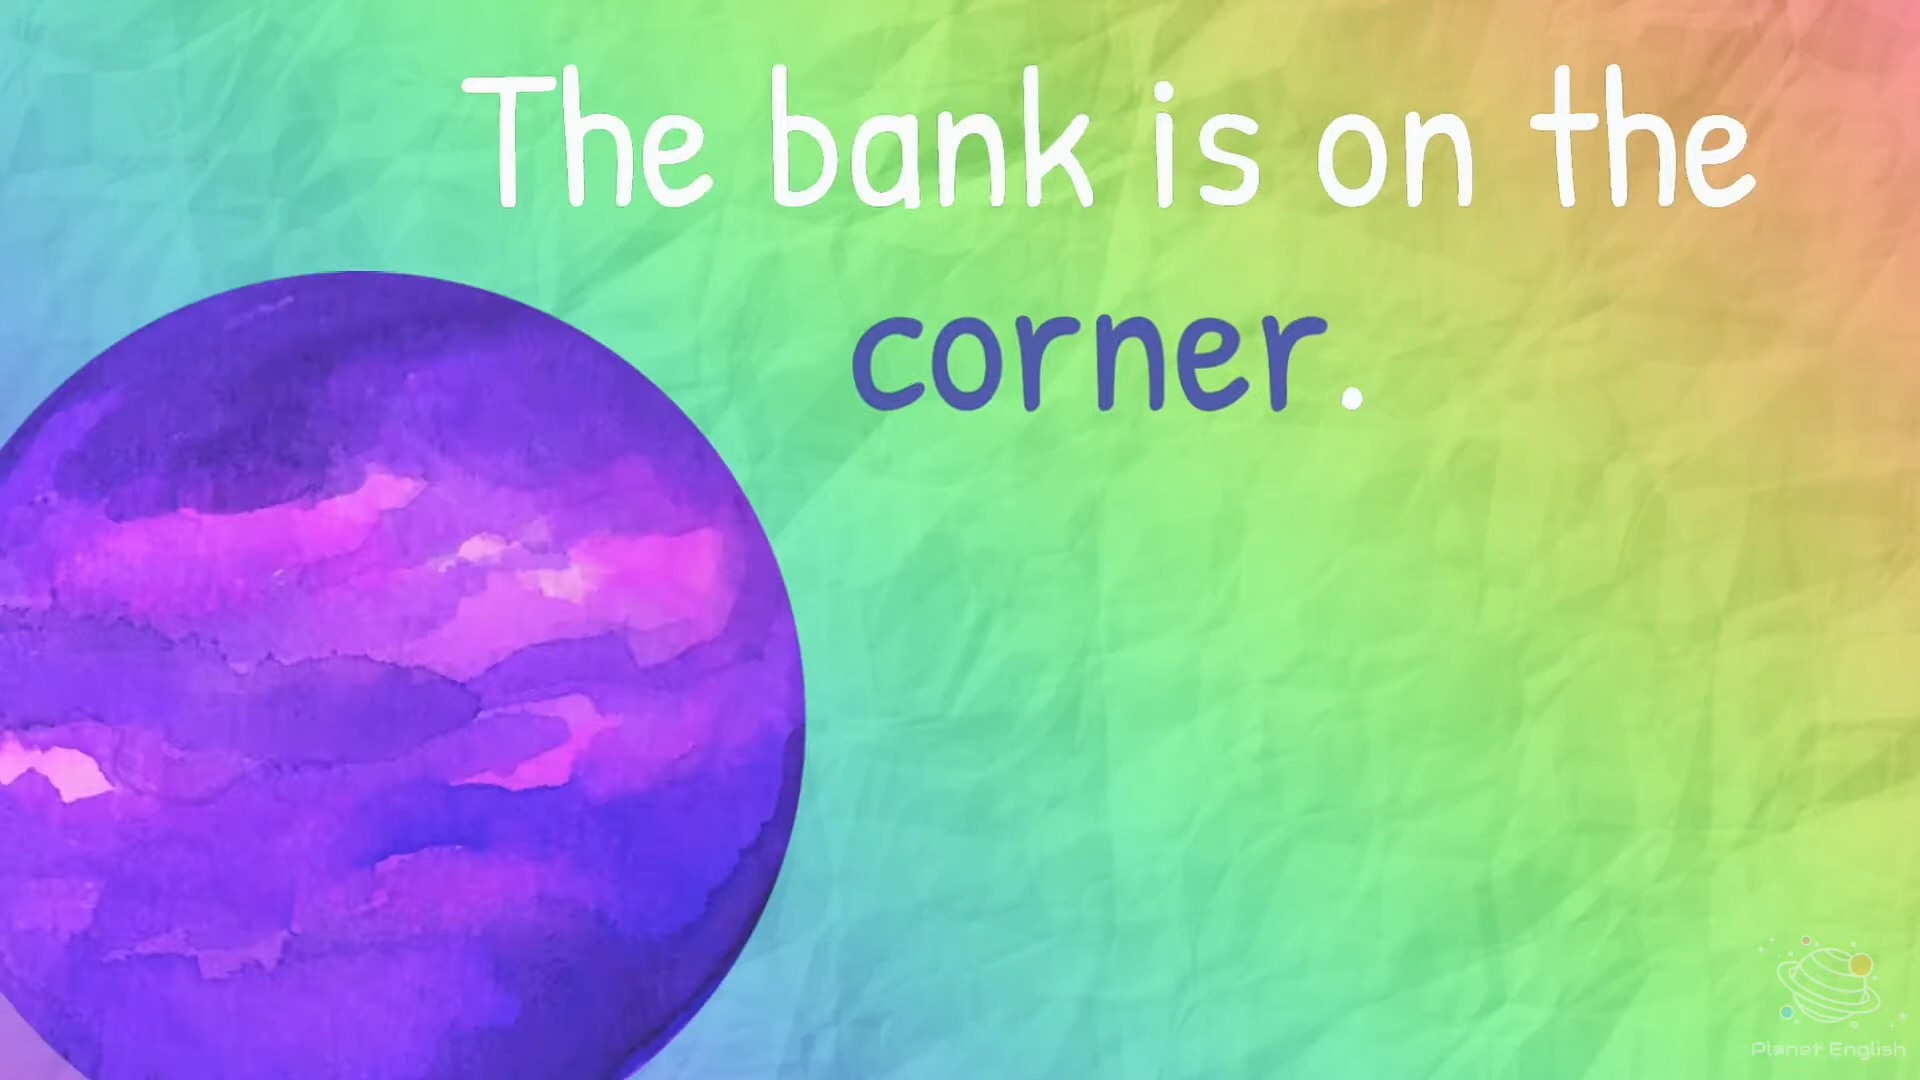 The bank is on the
corner.
Planet English